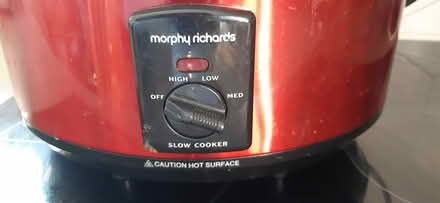 morphy richards
HIGH LOW
OFF MED
SLOW COOKER
⚠ CAUTION HOT SURFACE